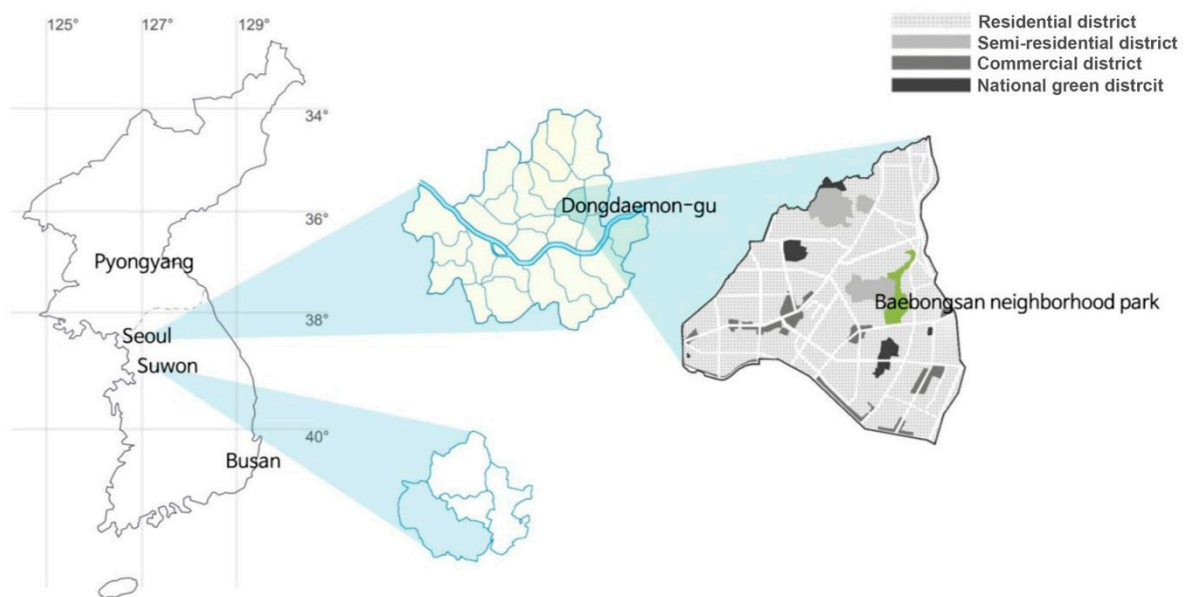 125° 127° 129°
Residential district
Semi-residential district
Commercial district
National green distrcit
34°
36°
38°
40°
Pyongyang
Seoul
Suwon
Busan
Dongdaemon-gu
Baebongsan neighborhood park